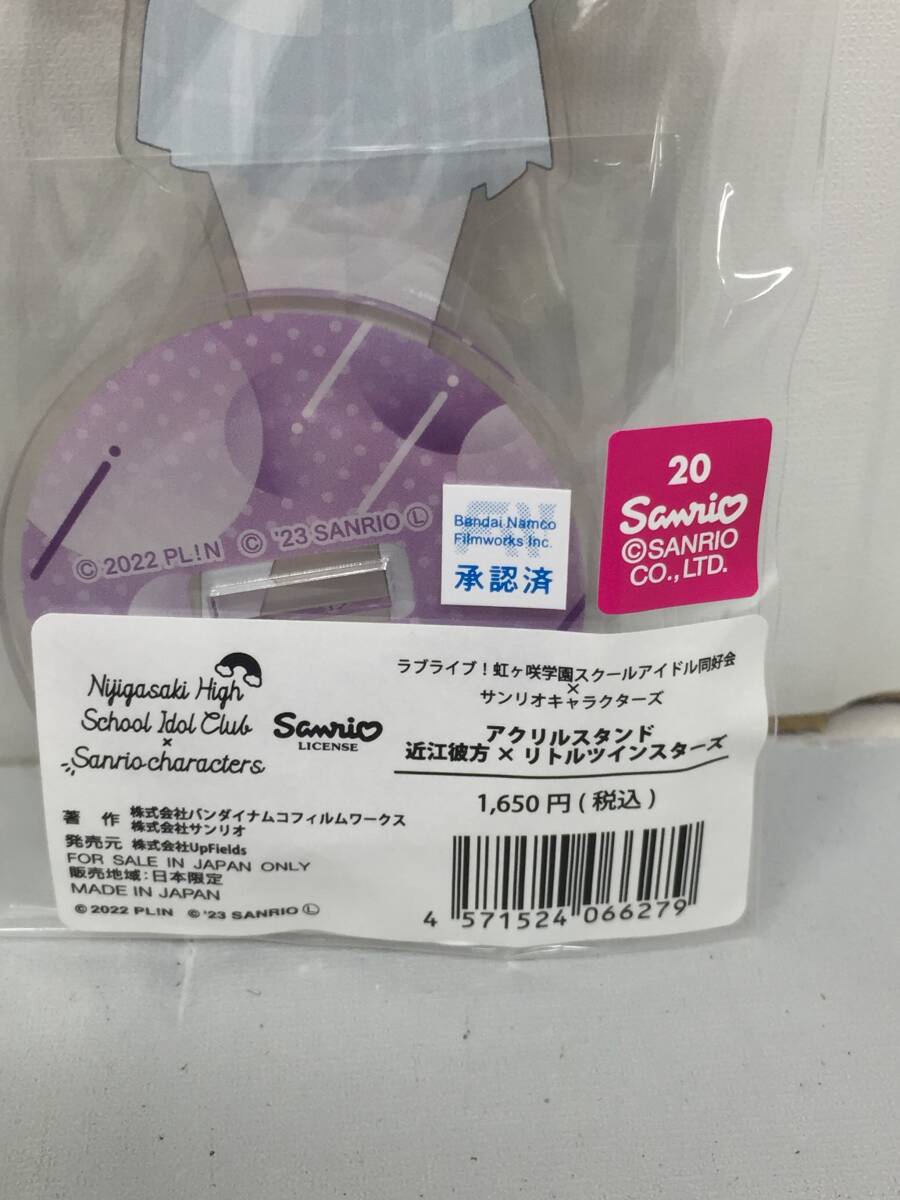 © 2022 PL!N © '23 SANRIO Ⓛ
Bandai Namco
Filmworks Inc.
承認済
20
Sanrio
©SANRIO
CO.,LTD.
Nijigasaki High
School Idol Club
×
Sanrio characters
Sanrio
LICENSE
ラブライブ！虹ヶ咲学園スクールアイドル同好会
×
サンリオキャラクターズ
アクリルスタンド
近江彼方 × リトルツインスターズ
1,650円(税込)
著　作 株式会社バンダイナムコフィルムワークス
株式会社サンリオ
発売元 株式会社UpFields
FOR SALE IN JAPAN ONLY
販売地域：日本限定
MADE IN JAPAN
© 2022 PL!N © '23 SANRIO Ⓛ
4 571524 066279